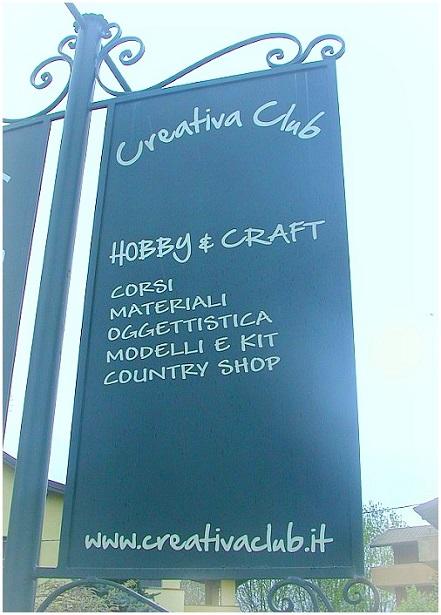 Creativa Club
HOBBY & CRAFT
CORSI
MATERIALI
OGGETTISTICA
MODELLI E KIT
COUNTRY SHOP
www.creativaclub.it